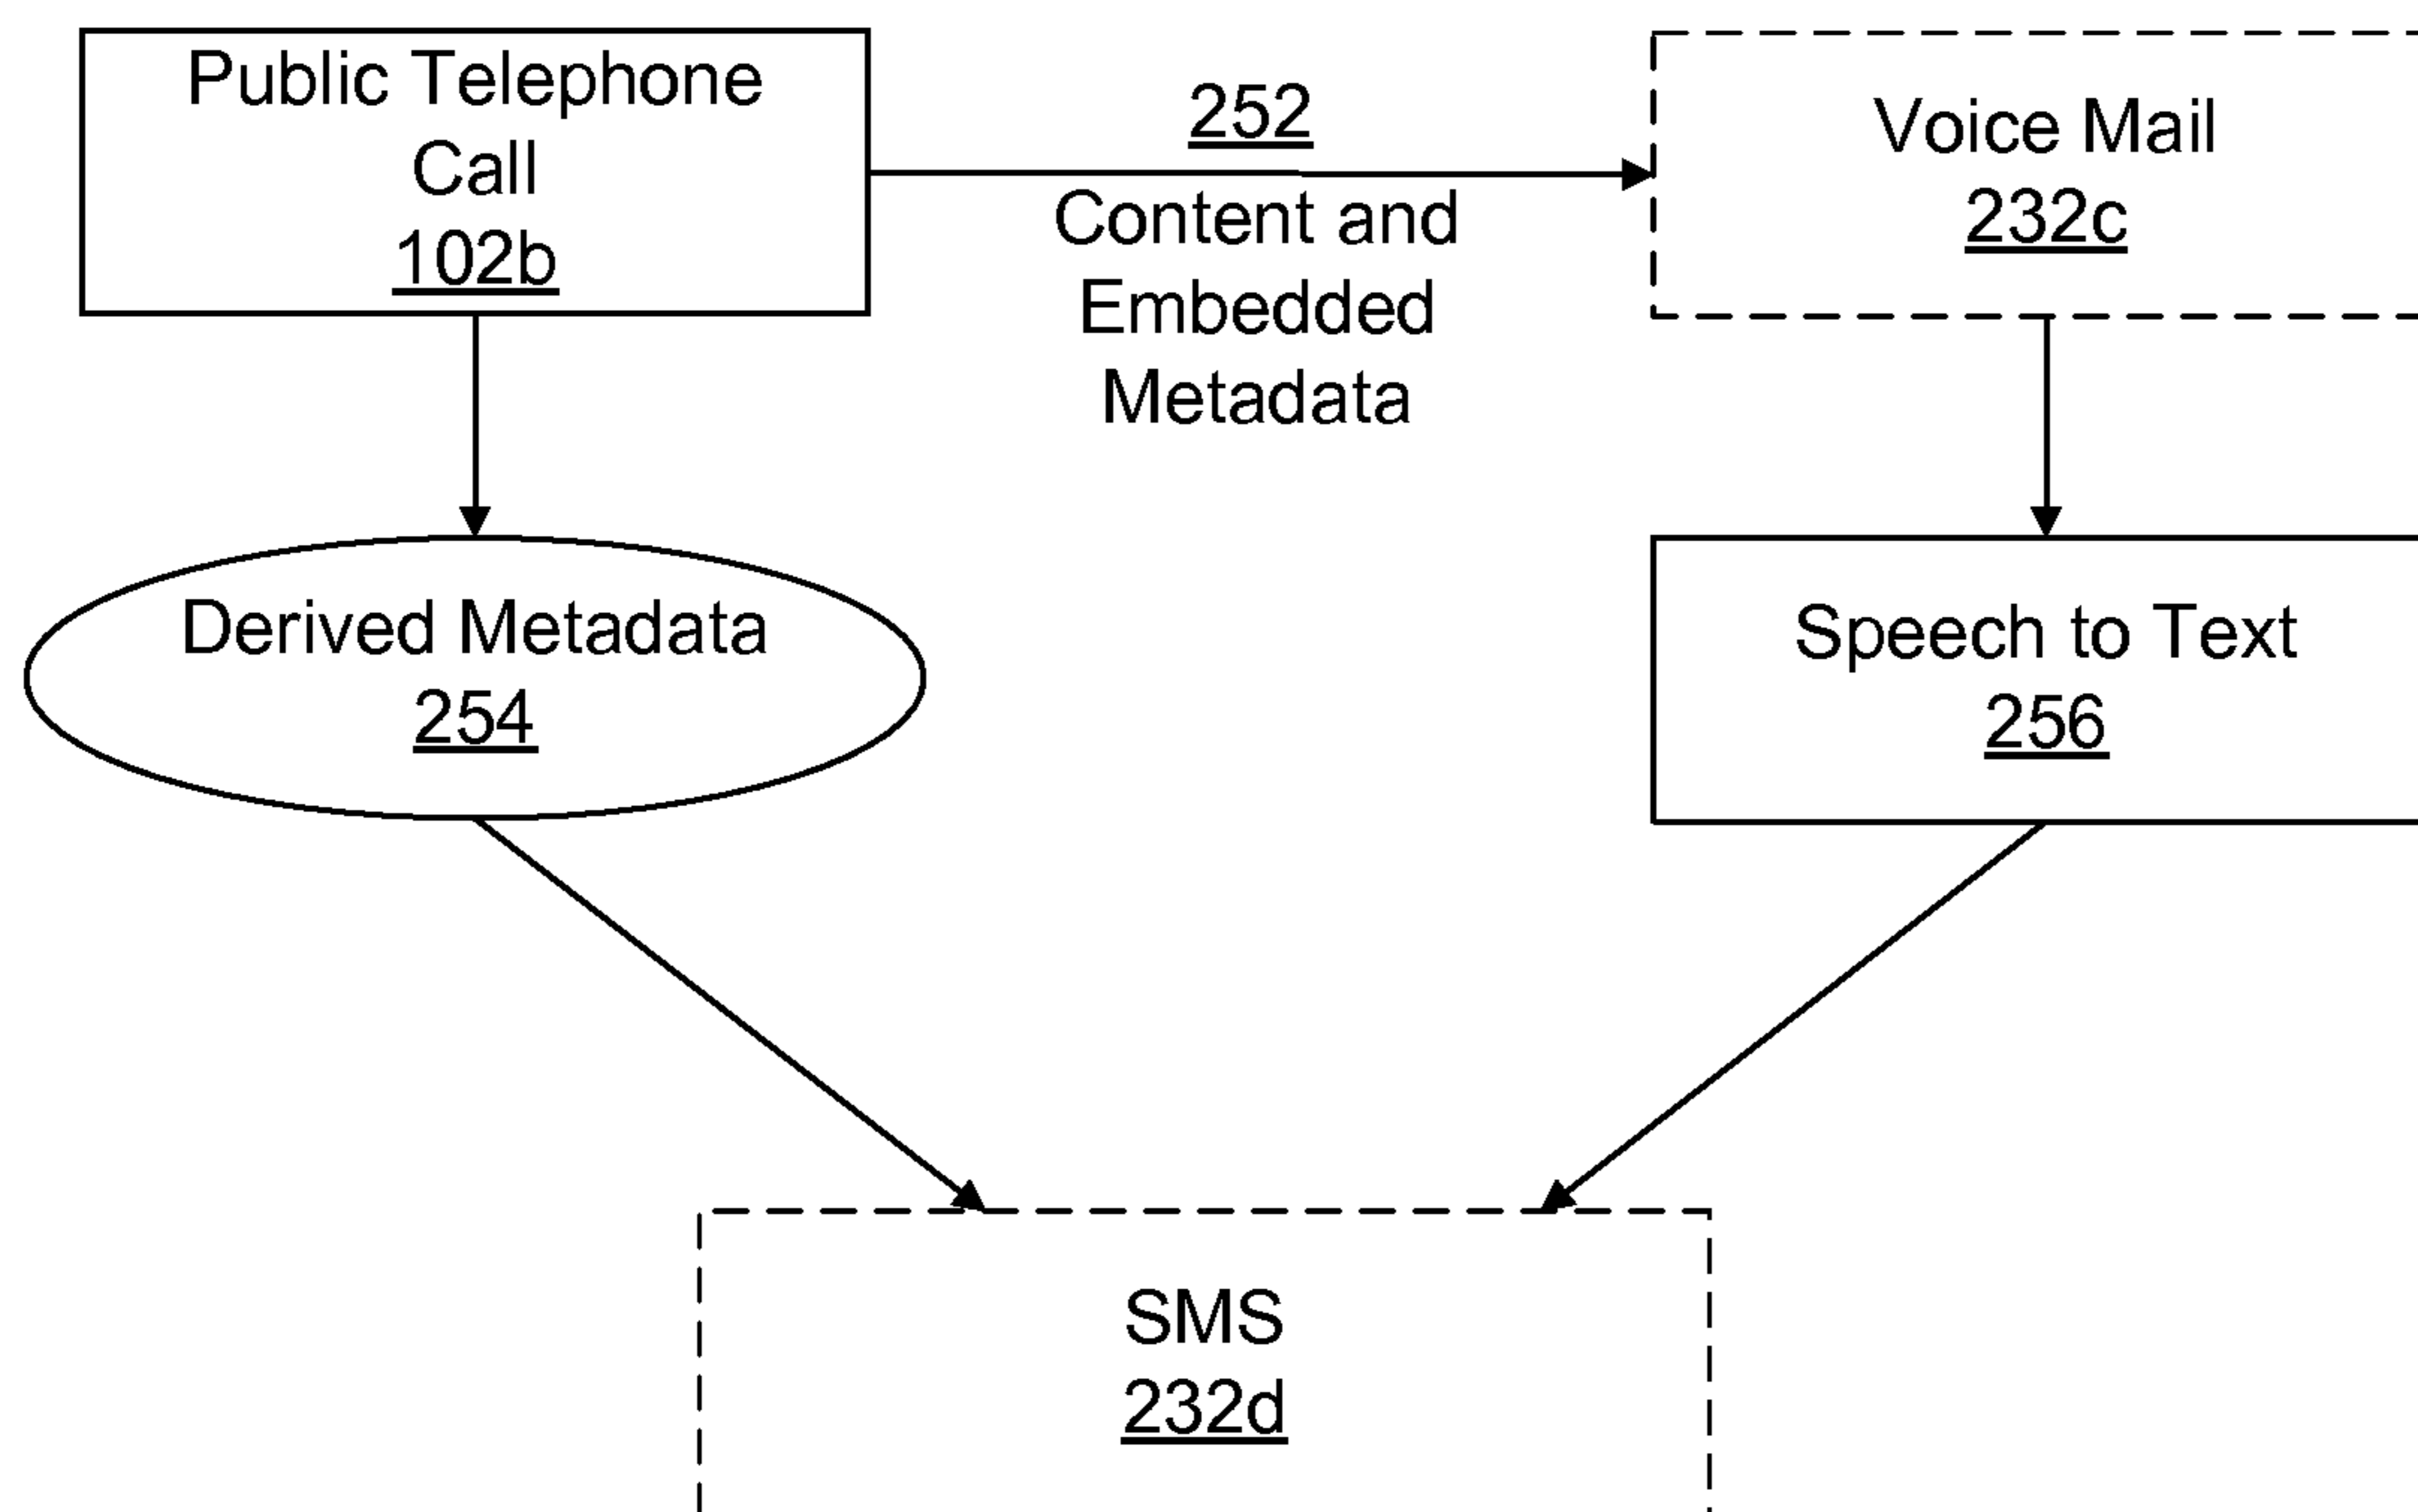 Public Telephone
Call
102b
252
Content and
Embedded
Metadata
Voice Mail
232c
Derived Metadata
254
Speech to Text
256
SMS
232d